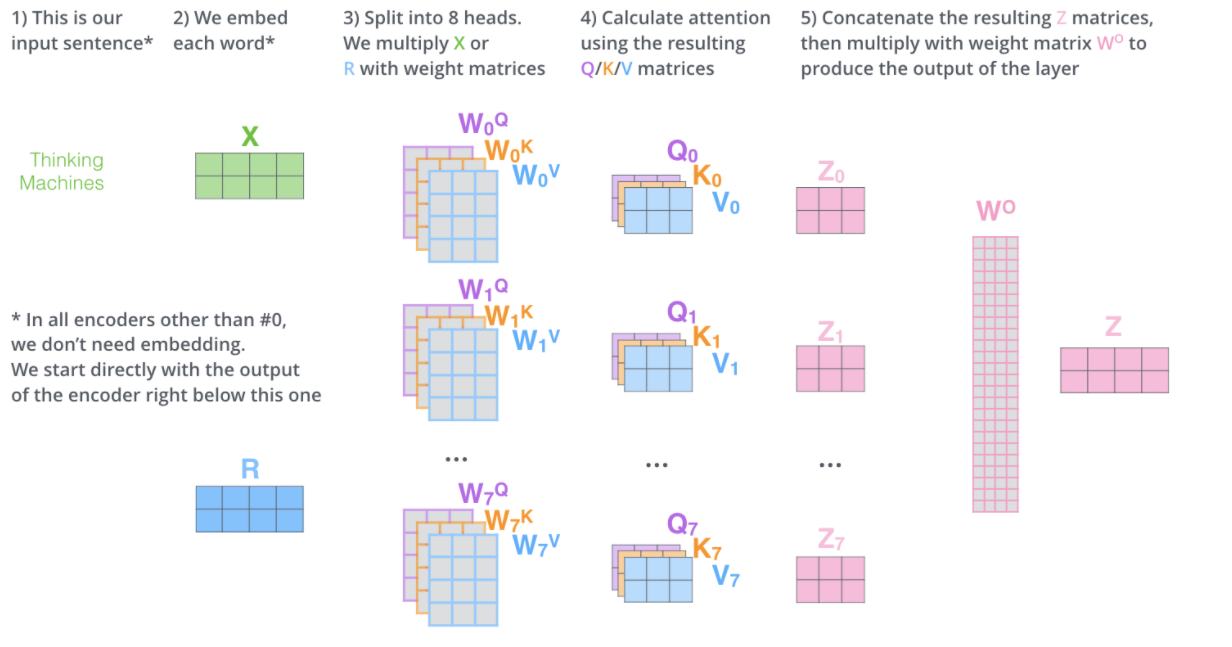 1) This is our
input sentence*
2) We embed
each word*
3) Split into 8 heads.
We multiply X or
R with weight matrices
4) Calculate attention
using the resulting
Q/K/V matrices
5) Concatenate the resulting Z matrices,
then multiply with weight matrix Wᴼ to
produce the output of the layer
Thinking
Machines
X
W₀Q
W₀K
W₀V
Q₀
K₀
V₀
Z₀
Wᴼ
* In all encoders other than #0,
we don’t need embedding.
We start directly with the output
of the encoder right below this one
W₁Q
W₁K
W₁V
Q₁
K₁
V₁
Z₁
Z
...
...
...
R
W₇Q
W₇K
W₇V
Q₇
K₇
V₇
Z₇